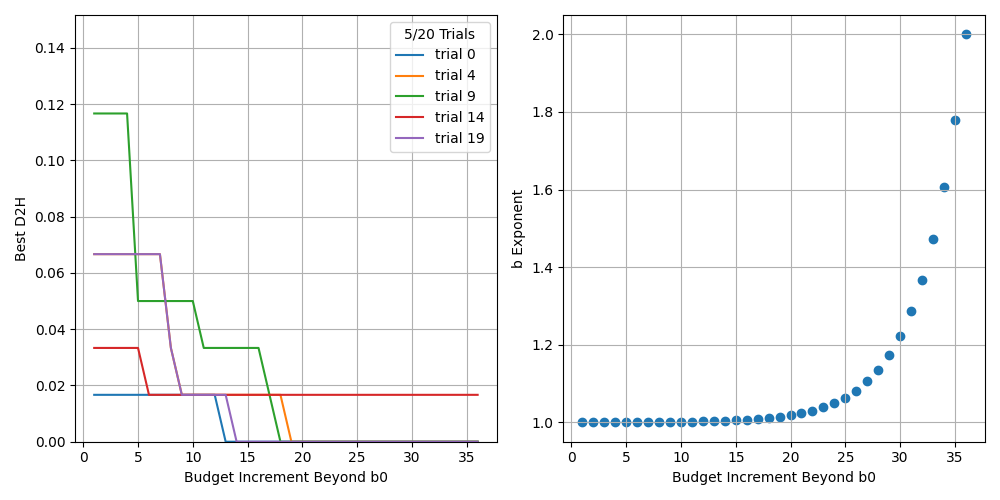 5/20 Trials
trial 0
trial 4
trial 9
trial 14
trial 19
Best D2H
0.14
0.12
0.10
0.08
0.06
0.04
0.02
0.00
0 5 10 15 20 25 30 35
Budget Increment Beyond b0
b Exponent
2.0
1.8
1.6
1.4
1.2
1.0
0 5 10 15 20 25 30 35
Budget Increment Beyond b0